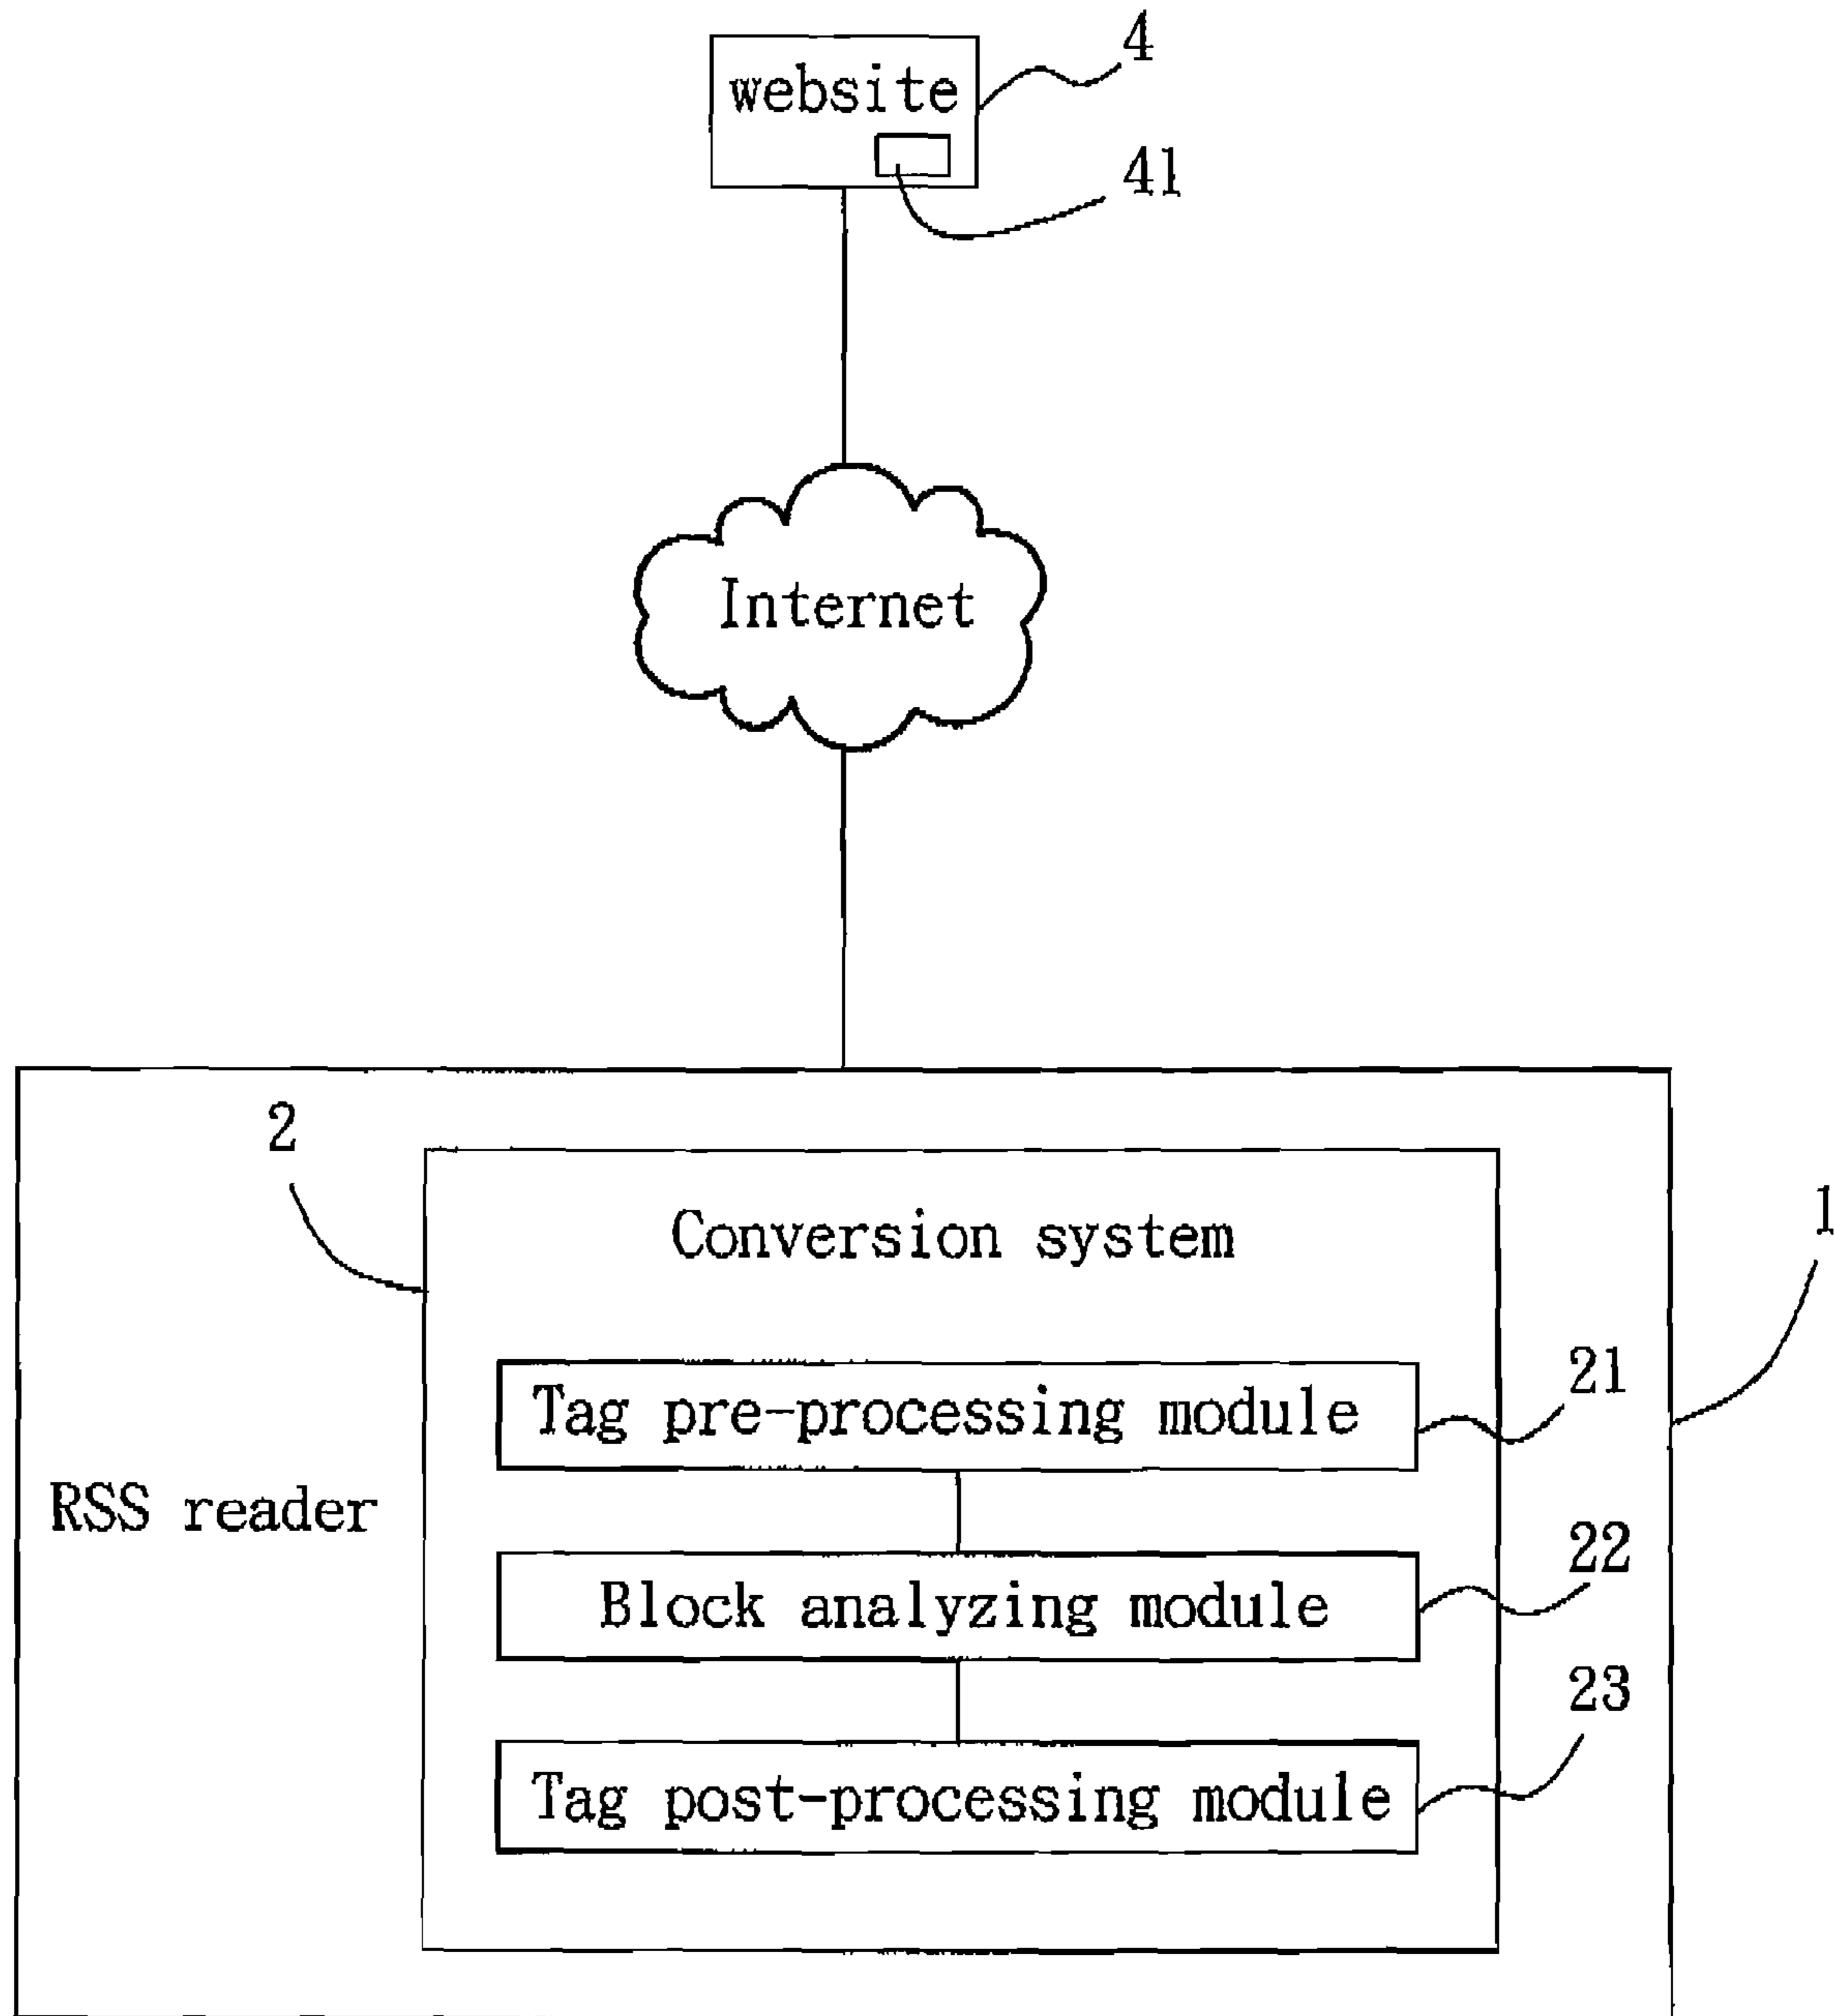 4
website
41
Internet
2
Conversion system
1
21
Tag pre-processing module
RSS reader
22
Block analyzing module
23
Tag post-processing module